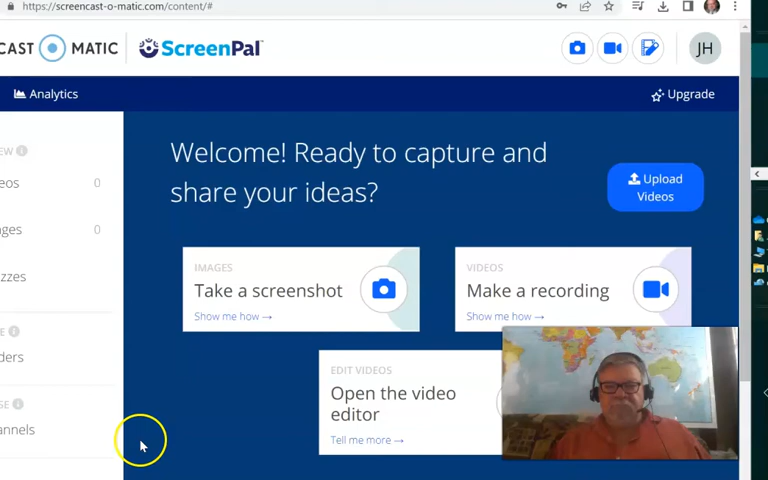 https://screencast-o-matic.com/content/#
CAST MATIC
ScreenPal
JH
Analytics
Upgrade
EW
eos 0
ges 0
zzes
E
ders
SE
annels
Welcome! Ready to capture and
share your ideas?
Upload
Videos
IMAGES
Take a screenshot
Show me how →
VIDEOS
Make a recording
Show me how →
EDIT VIDEOS
Open the video
editor
Tell me more →